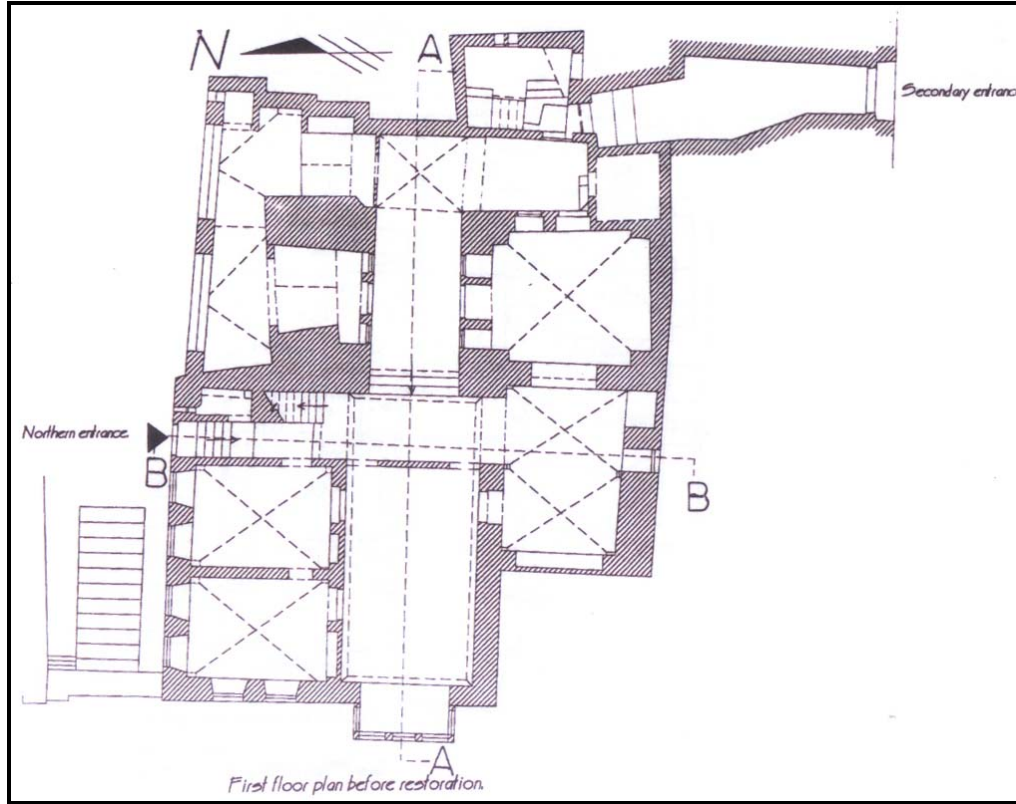 N
A
Secondary entrance
Northern entrance.
B
B
A
First floor plan before restoration.